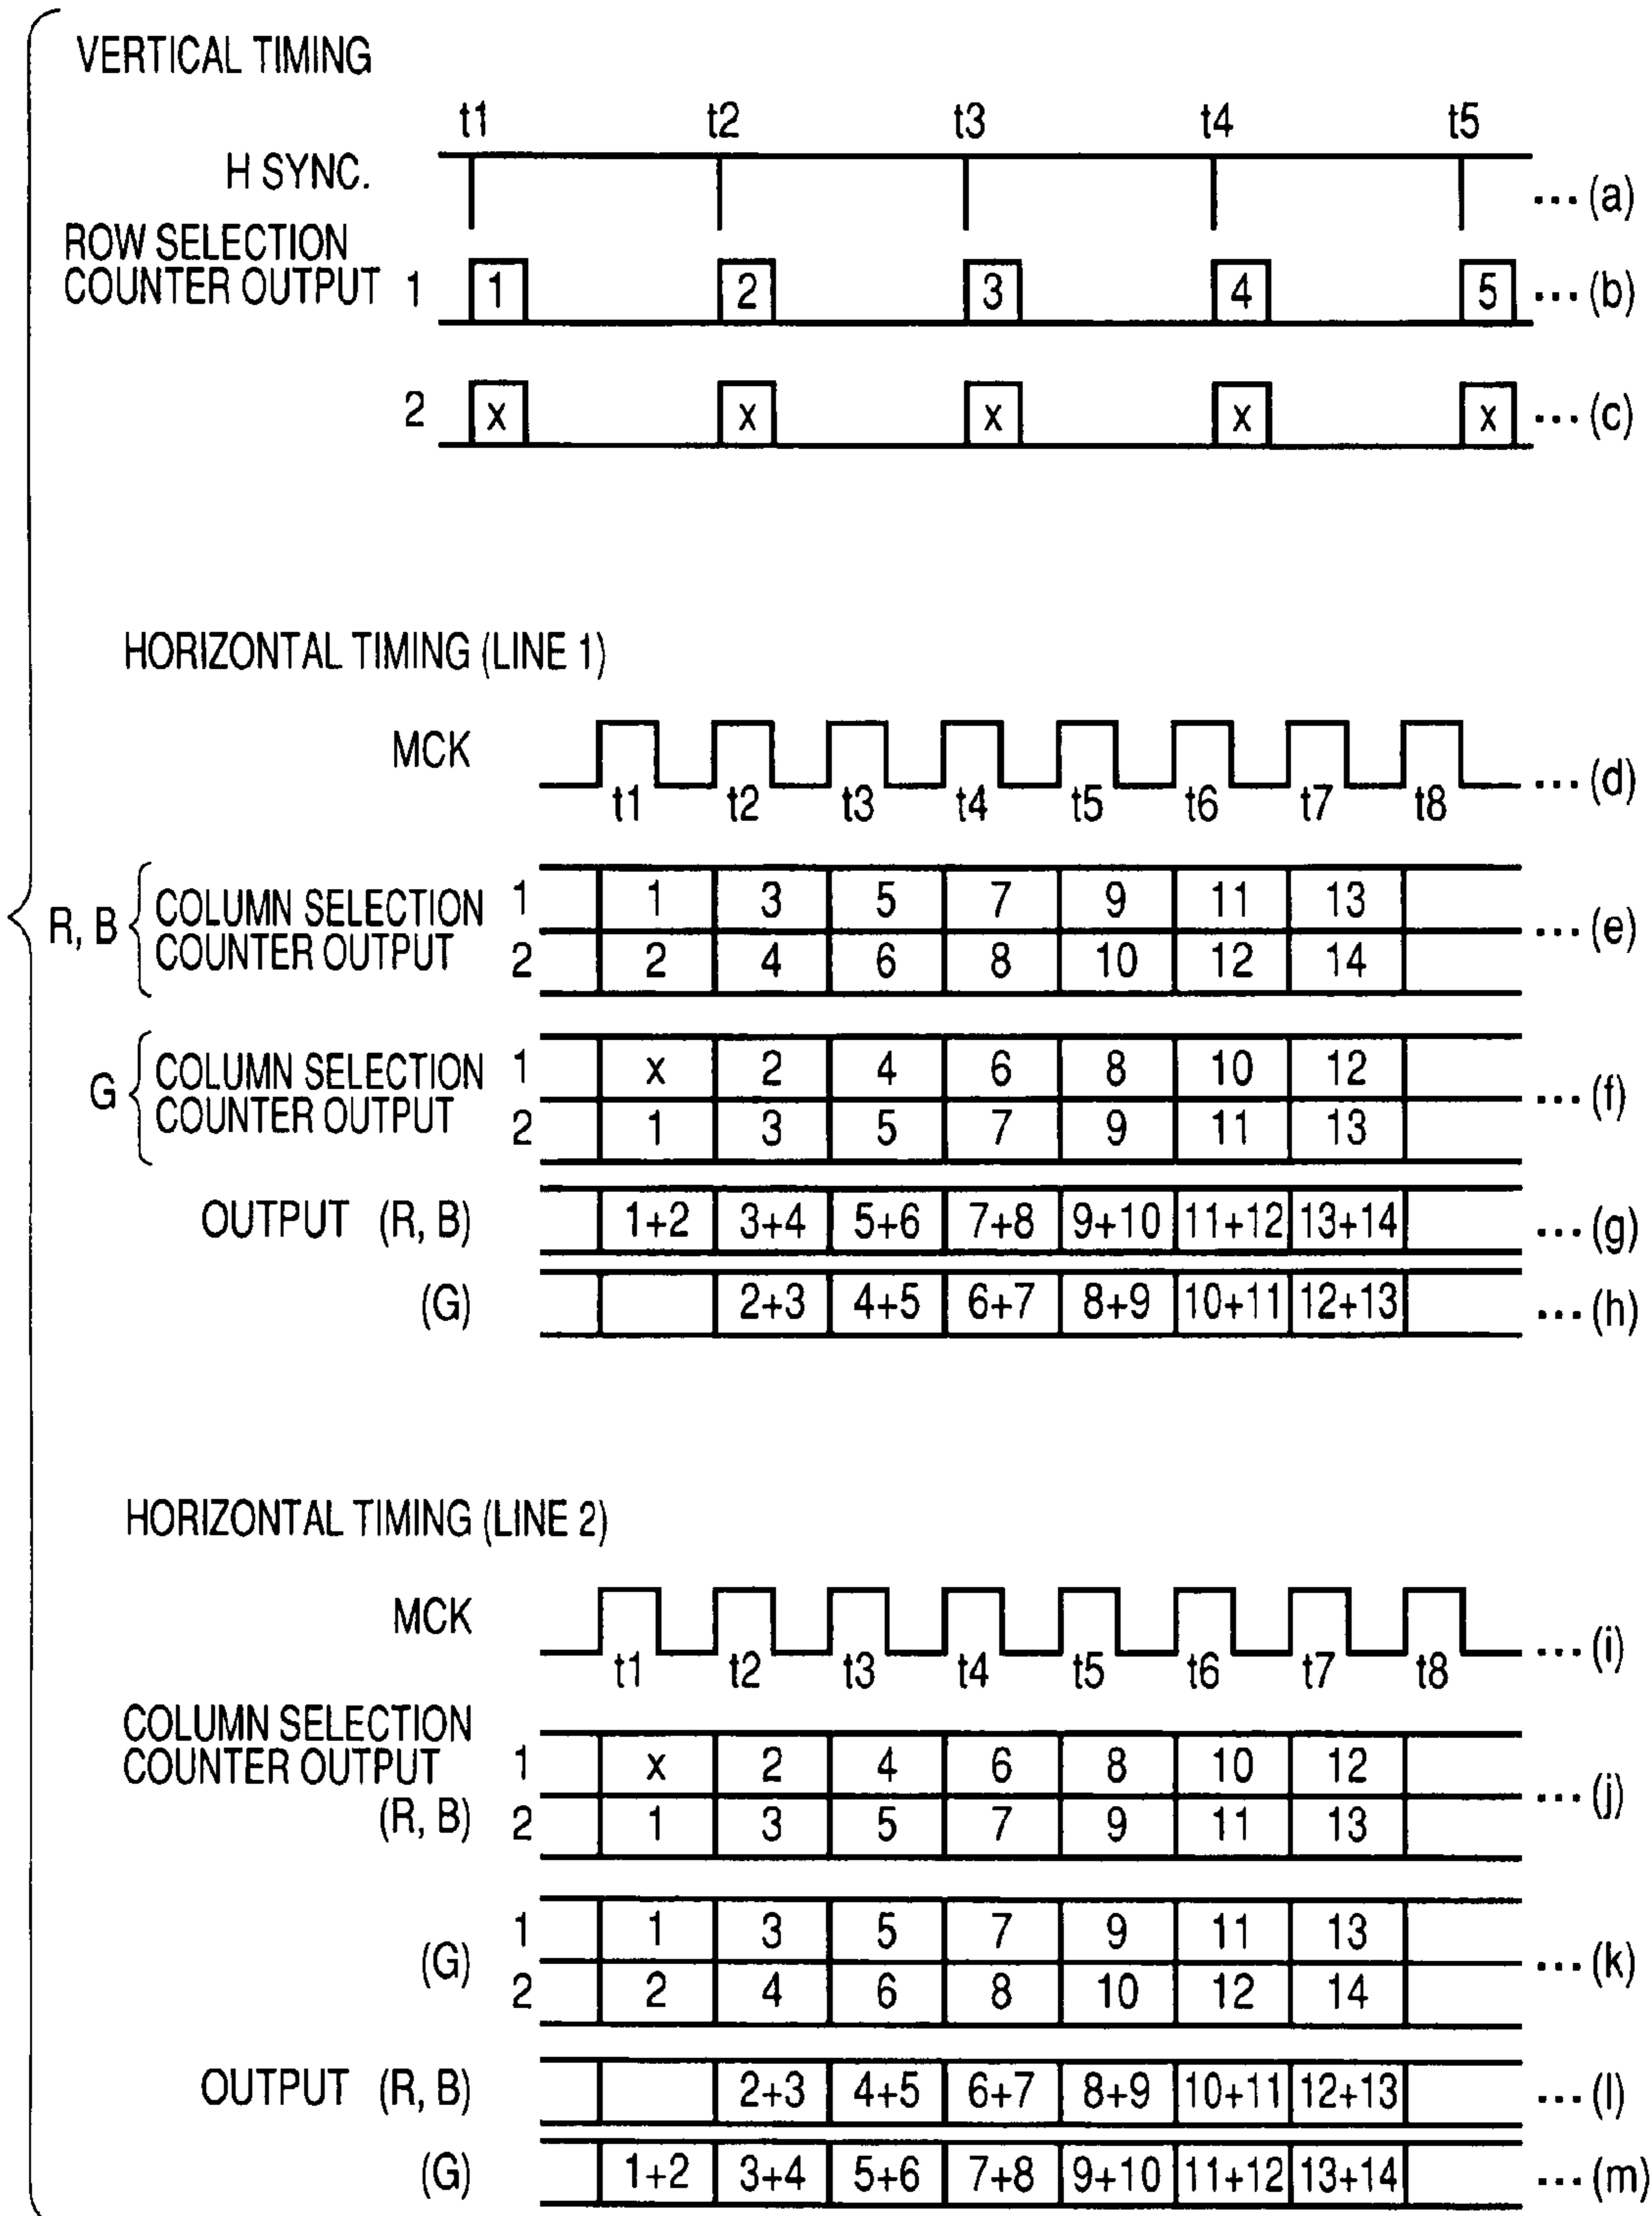 VERTICAL TIMING
t1 t2 t3 t4 t5
H SYNC. ... (a)
ROW SELECTION
COUNTER OUTPUT 1 1 2 3 4 5 ... (b)
2 x x x x x ... (c)
HORIZONTAL TIMING (LINE 1)
MCK ... (d)
t1 t2 t3 t4 t5 t6 t7 t8
R, B COLUMN SELECTION COUNTER OUTPUT ... (e)
1 1 3 5 7 9 11 13
2 2 4 6 8 10 12 14
G COLUMN SELECTION COUNTER OUTPUT ... (f)
1 x 2 4 6 8 10 12
2 1 3 5 7 9 11 13
OUTPUT (R, B) 1+2 3+4 5+6 7+8 9+10 11+12 13+14 ... (g)
(G) 2+3 4+5 6+7 8+9 10+11 12+13 ... (h)
HORIZONTAL TIMING (LINE 2)
MCK ... (i)
t1 t2 t3 t4 t5 t6 t7 t8
COLUMN SELECTION
COUNTER OUTPUT 1 x 2 4 6 8 10 12 ... (j)
(R, B) 2 1 3 5 7 9 11 13
(G) ... (k)
1 1 3 5 7 9 11 13
2 2 4 6 8 10 12 14
OUTPUT (R, B) 2+3 4+5 6+7 8+9 10+11 12+13 ... (l)
(G) 1+2 3+4 5+6 7+8 9+10 11+12 13+14 ... (m)